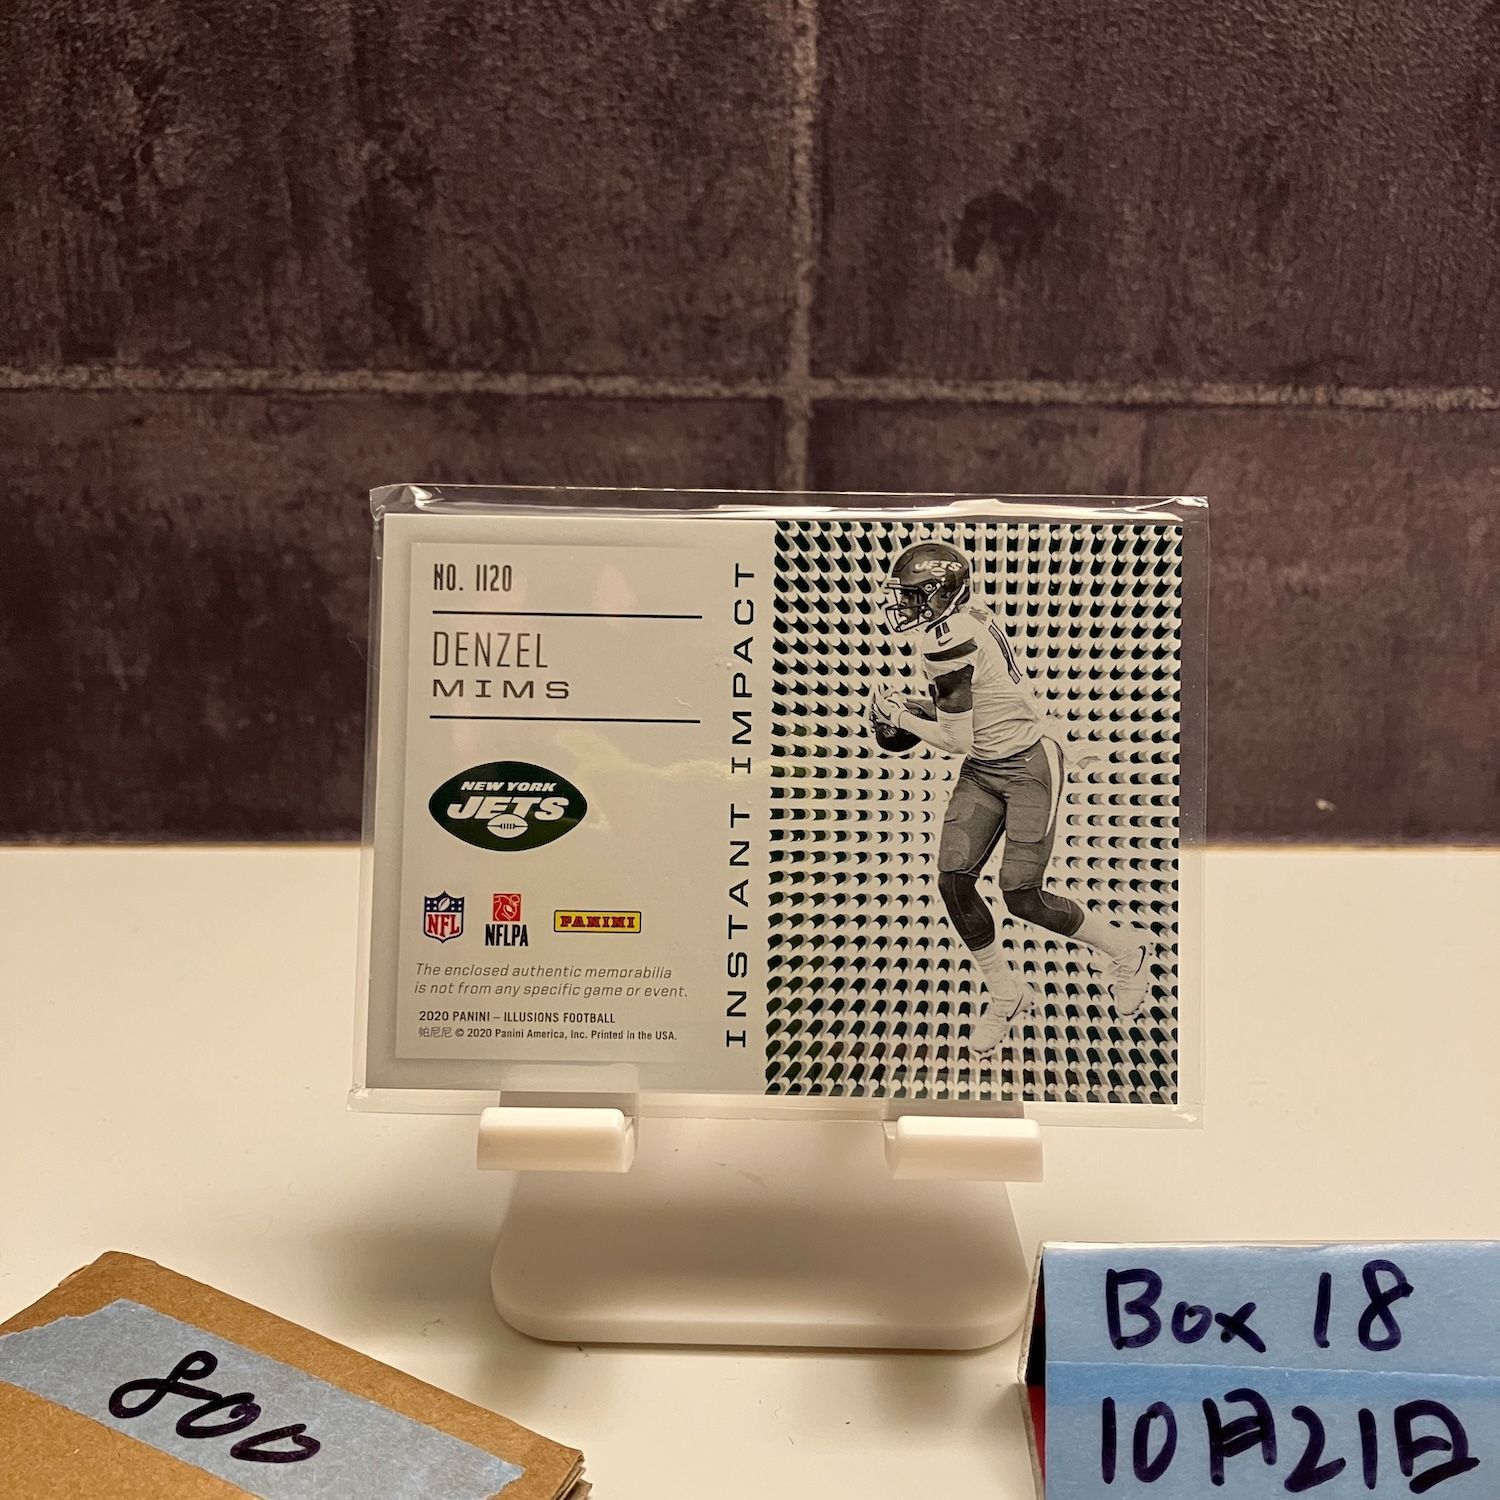 NO. 1120
DENZEL
MIMS
NEW YORK
JETS
NFL
NFLPA
PANINI
The enclosed authentic memorabilia
is not from any specific game or event.
2020 PANINI – ILLUSIONS FOOTBALL
帕尼尼 © 2020 Panini America, Inc. Printed in the USA.
INSTANT IMPACT
JETS
11
800
Box 18
10月21日